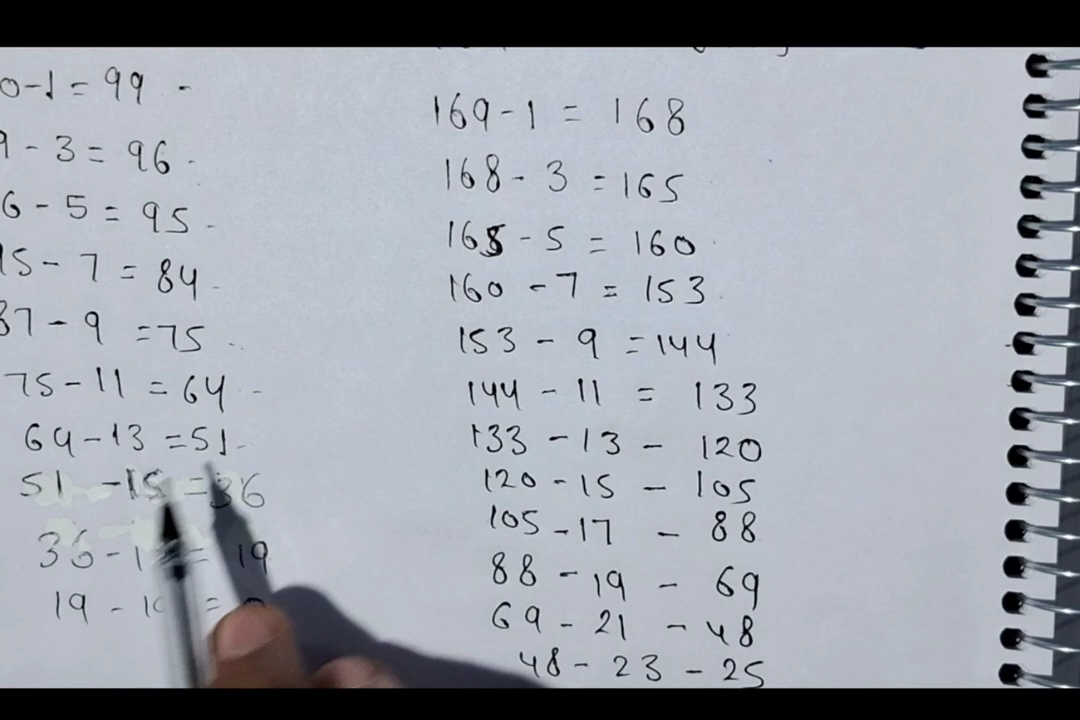 0-1 = 99 -
9 - 3 = 96 -
6 - 5 = 95 -
15 - 7 = 84 -
87 - 9 = 75 -
75 - 11 = 64 -
64 - 13 = 51 -
51 - 15 = 36
36 - 1 = 19
19 - 19 =
169 - 1 = 168
168 - 3 = 165
165 - 5 = 160
160 - 7 = 153
153 - 9 = 144
144 - 11 = 133
133 - 13 - 120
120 - 15 - 105
105 - 17 - 88
88 - 19 - 69
69 - 21 - 48
48 - 23 - 25